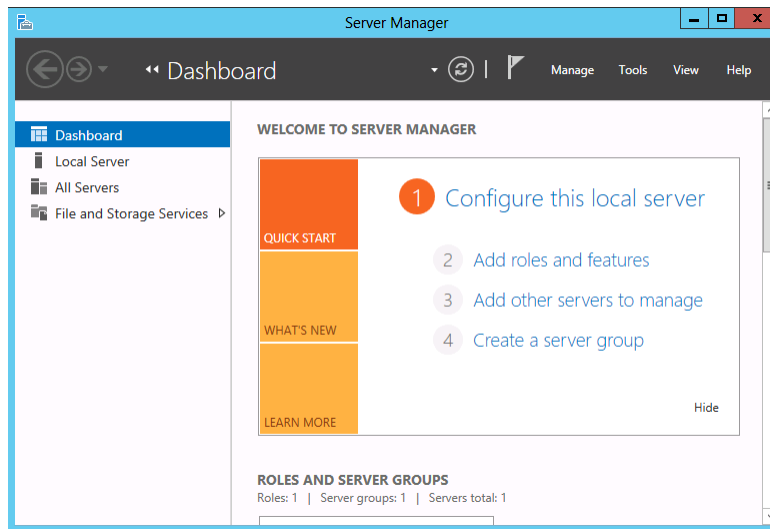 Server Manager
Dashboard
Manage Tools View Help
Dashboard
Local Server
All Servers
File and Storage Services
WELCOME TO SERVER MANAGER
QUICK START
WHAT'S NEW
LEARN MORE
1 Configure this local server
2 Add roles and features
3 Add other servers to manage
4 Create a server group
Hide
ROLES AND SERVER GROUPS
Roles: 1 | Server groups: 1 | Servers total: 1